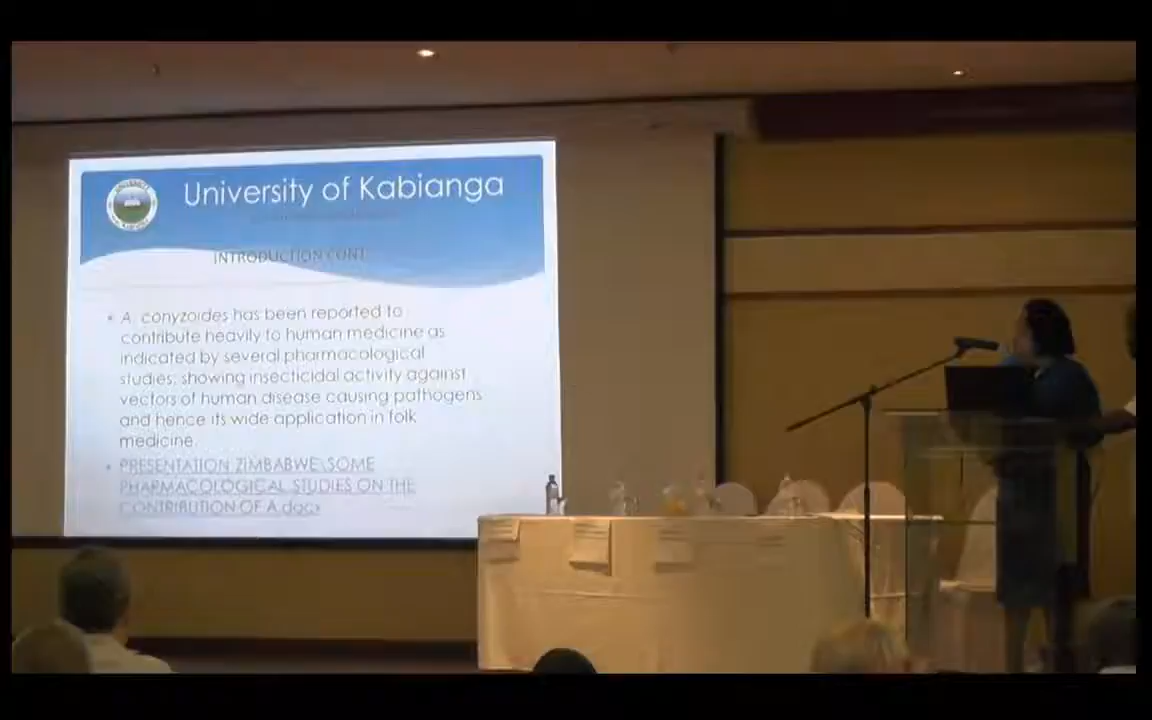 University of Kabianga
INTRODUCTION CONT
• A. conyzoides has been reported to
contribute heavily to human medicine as
indicated by several pharmacological
studies; showing insecticidal activity against
vectors of human disease causing pathogens
and hence its wide application in folk
medicine.
• PRESENTATION ZIMBABWE\SOME
PHARMACOLOGICAL STUDIES ON THE
CONTRIBUTION OF A.docx